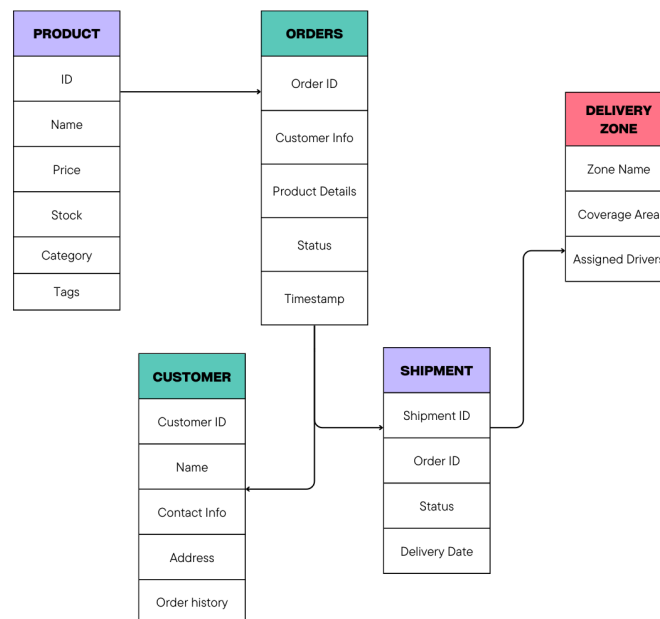 PRODUCT
ID
Name
Price
Stock
Category
Tags
ORDERS
Order ID
Customer Info
Product Details
Status
Timestamp
DELIVERY
ZONE
Zone Name
Coverage Area
Assigned Drivers
CUSTOMER
Customer ID
Name
Contact Info
Address
Order history
SHIPMENT
Shipment ID
Order ID
Status
Delivery Date